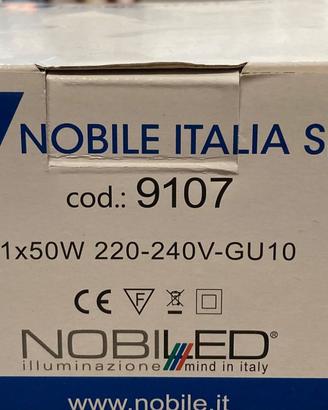 NOBILE ITALIA S
cod.: 9107
1x50W 220-240V-GU10
CE F
NOBILED®
illuminazione mind in italy
www.nobile.it